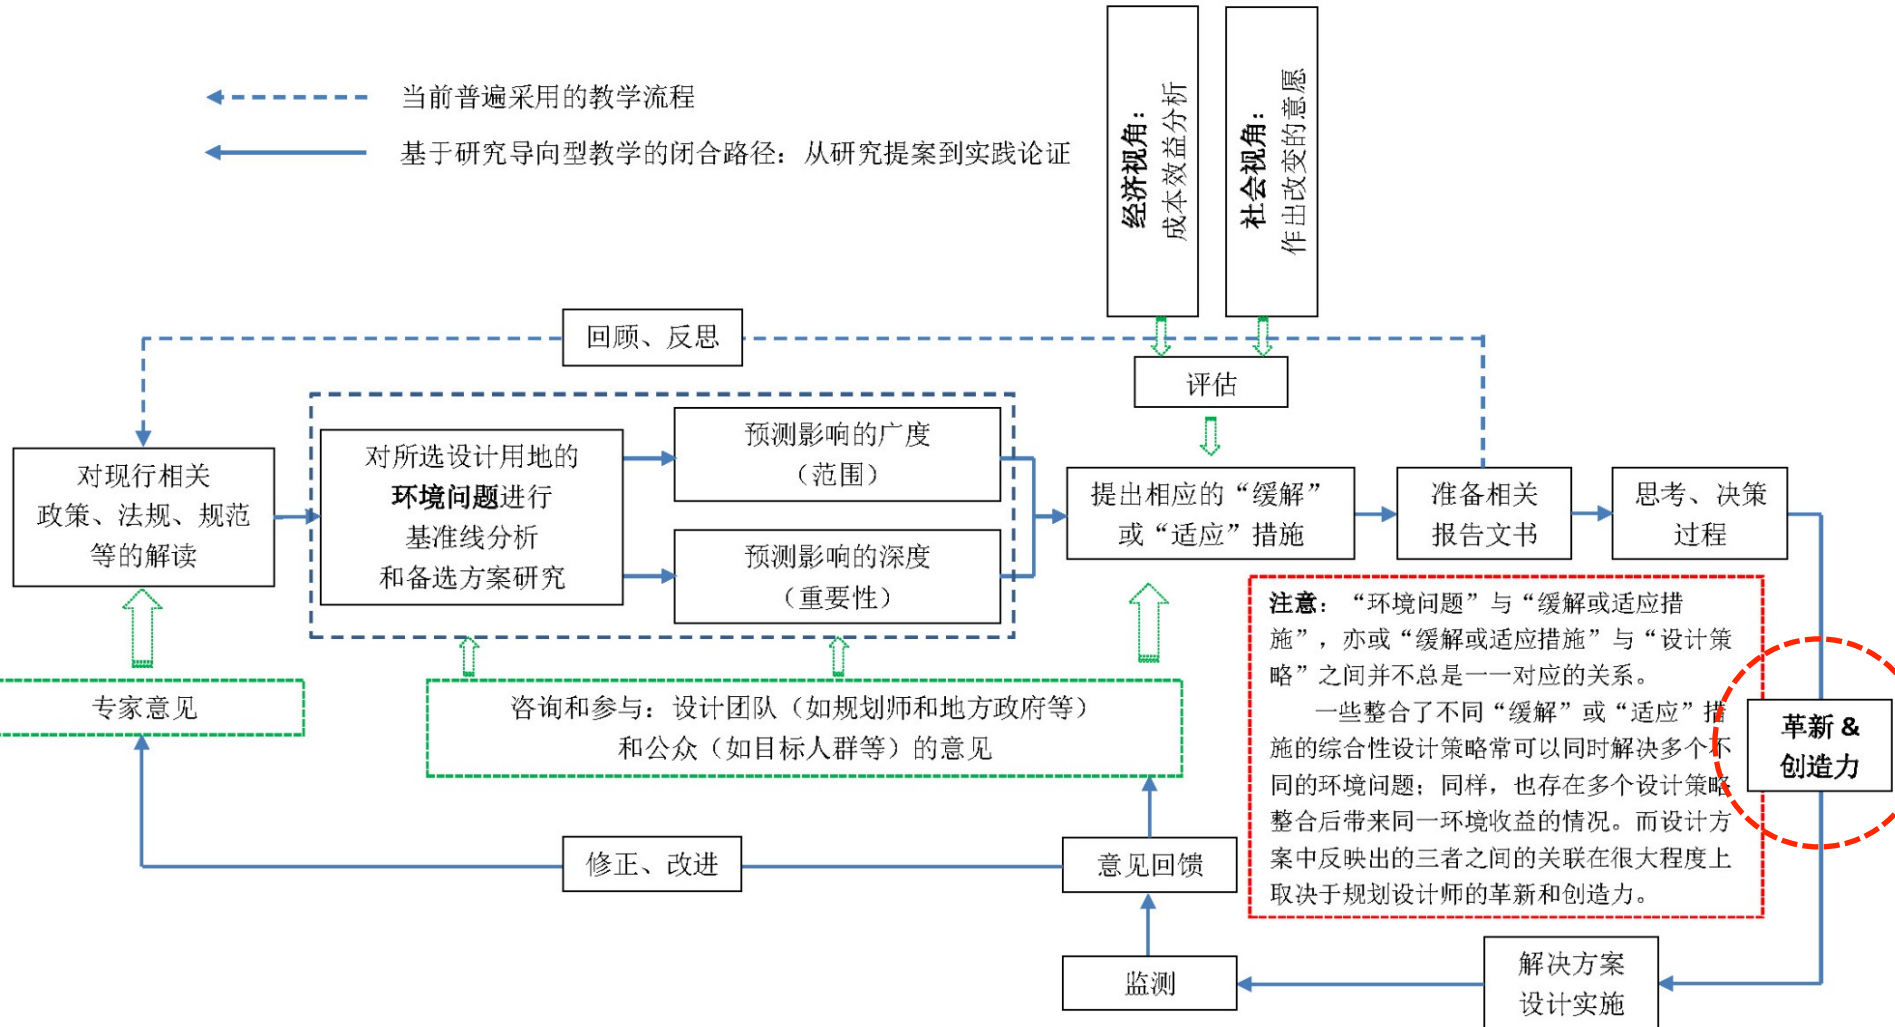 当前普遍采用的教学流程
基于研究导向型教学的闭合路径：从研究提案到实践论证
经济视角：
成本效益分析
社会视角：
作出改变的意愿
回顾、反思
评估
对现行相关
政策、法规、规范
等的解读
对所选设计用地的
环境问题进行
基准线分析
和备选方案研究
预测影响的广度
（范围）
预测影响的深度
（重要性）
提出相应的“缓解”
或“适应”措施
准备相关
报告文书
思考、决策
过程
注意：“环境问题”与“缓解或适应措
施”，亦或“缓解或适应措施”与“设计策
略”之间并不总是一一对应的关系。
一些整合了不同“缓解”或“适应”措
施的综合性设计策略常可以同时解决多个不
同的环境问题；同样，也存在多个设计策略
整合后带来同一环境收益的情况。而设计方
案中反映出的三者之间的关联在很大程度上
取决于规划设计师的革新和创造力。
革新 &
创造力
专家意见
咨询和参与：设计团队（如规划师和地方政府等）
和公众（如目标人群等）的意见
修正、改进
意见回馈
监测
解决方案
设计实施